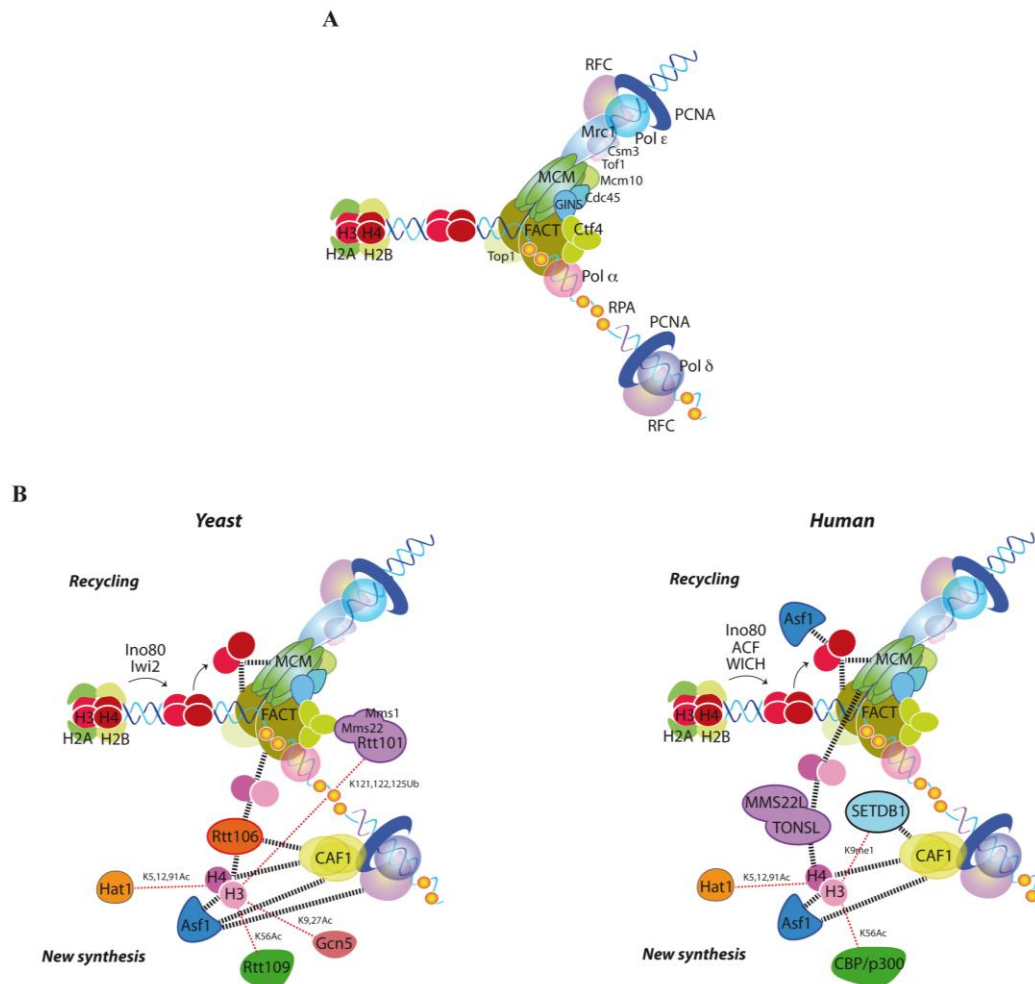 A
RFC
PCNA
Mrc1
Pol ε
Csm3
Tof1
MCM
Mcm10
Cdc45
GINS
H3 H4
FACT
Ctf4
H2A H2B
Top1
Pol α
RPA
PCNA
Pol δ
RFC
B
Yeast
Recycling
Ino80
Iwi2
MCM
H3 H4
FACT
H2A H2B
Mms1
Mms22
Rtt101
K121,122,125Ub
Rtt106
CAF1
H4
K5,12,91Ac
Hat1
H3
K9,27Ac
Asf1
K56Ac
Gcn5
New synthesis
Rtt109
Human
Recycling
Asf1
Ino80
ACF
WICH
MCM
H3 H4
FACT
H2A H2B
MMS22L
SETDB1
TONSL
K9me1
CAF1
H4
K5,12,91Ac
Hat1
H3
Asf1
K56Ac
New synthesis
CBP/p300